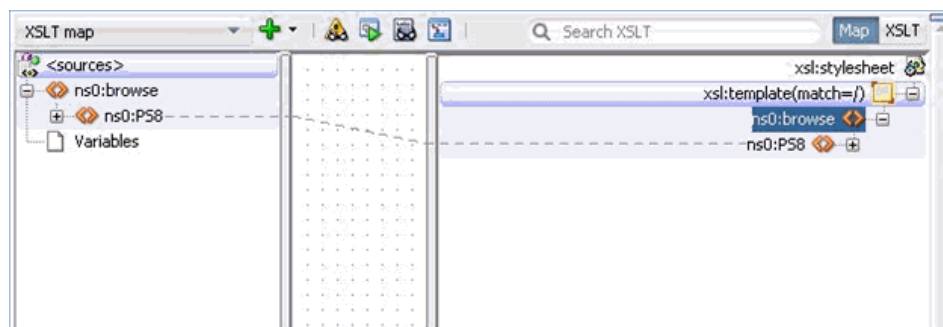 XSLT map
Search XSLT
Map XSLT
<sources>
xsl:stylesheet
ns0:browse
xsl:template(match=/)
ns0:PS8
ns0:browse
Variables
ns0:PS8